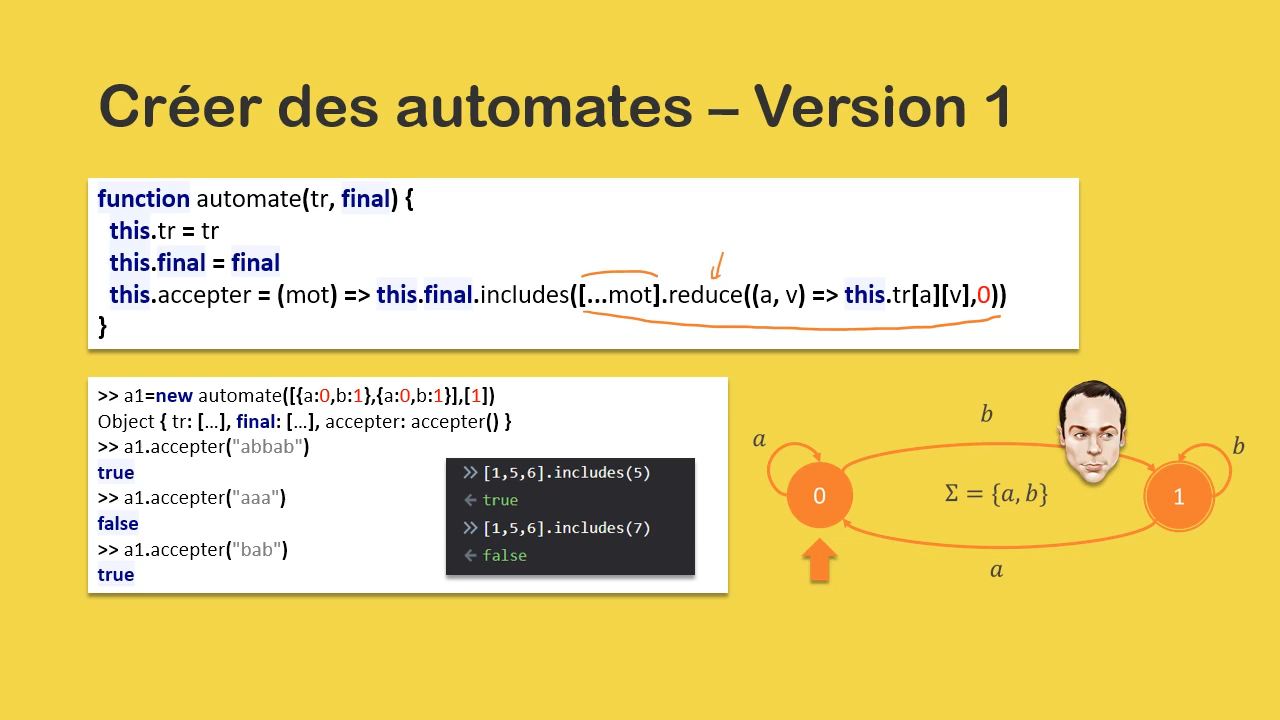 Créer des automates – Version 1
function automate(tr, final) {
this.tr = tr
this.final = final
this.accepter = (mot) => this.final.includes([...mot].reduce((a, v) => this.tr[a][v],0))
}
>> a1=new automate([{a:0,b:1},{a:0,b:1}],[1])
Object { tr: […], final: […], accepter: accepter() }
>> a1.accepter("abbab")
true
>> a1.accepter("aaa")
false
>> a1.accepter("bab")
true
>> [1,5,6].includes(5)
← true
>> [1,5,6].includes(7)
← false
b
a
b
0
Σ = {a, b}
1
a